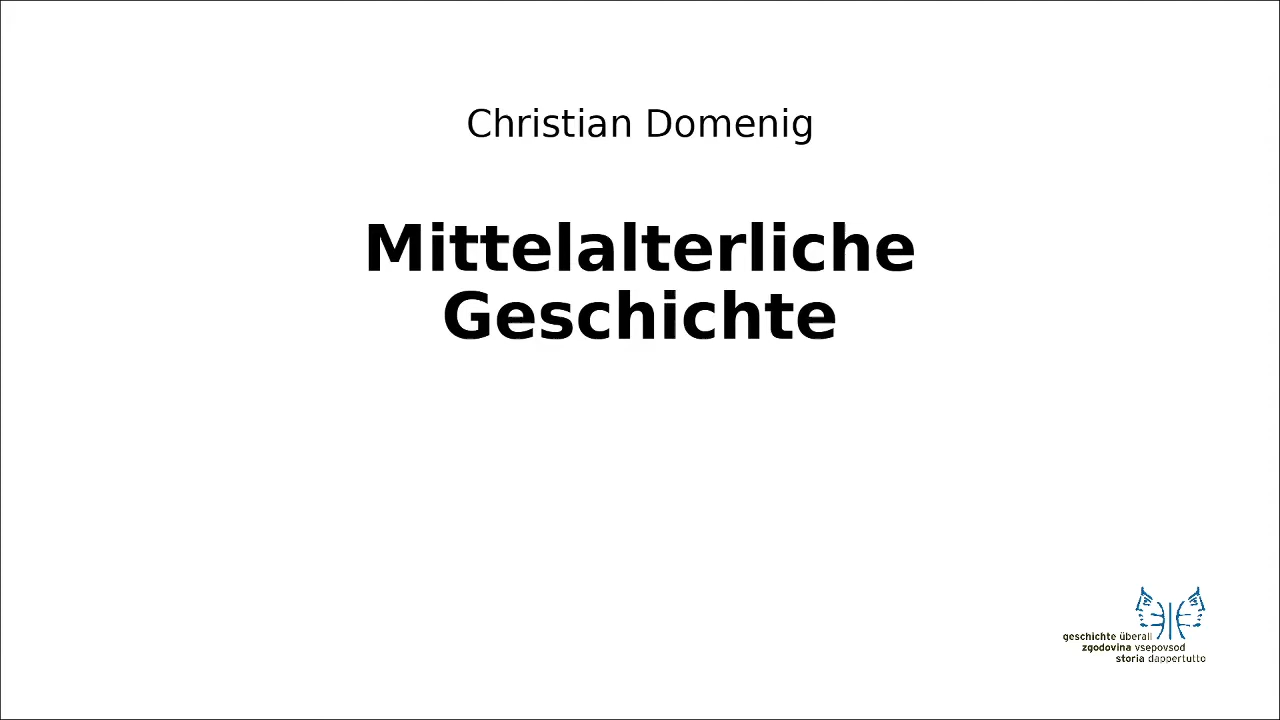 Christian Domenig
Mittelalterliche
Geschichte
geschichte überall
zgodovina vsepovsod
storia dappertutto